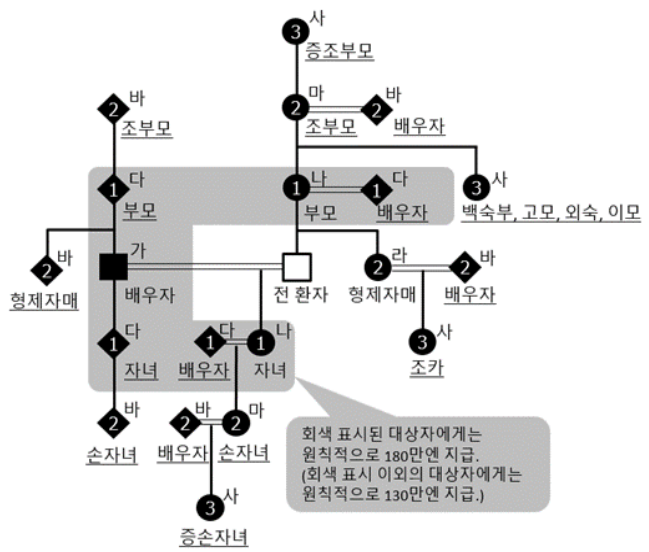 3 사
증조부모
2 마
2 바
조부모
배우자
2 바
조부모
1 다
부모
1 나
부모
1 다
배우자
3 사
백숙부, 고모, 외숙, 이모
2 바
형제자매
가
배우자
전 환자
2 라
형제자매
2 바
배우자
3 사
조카
1 다
자녀
1 다
배우자
1 나
자녀
2 바
손자녀
2 바
배우자
2 마
손자녀
3 사
증손자녀
회색 표시된 대상자에게는
원칙적으로 180만엔 지급.
(회색 표시 이외의 대상자에게는
원칙적으로 130만엔 지급.)